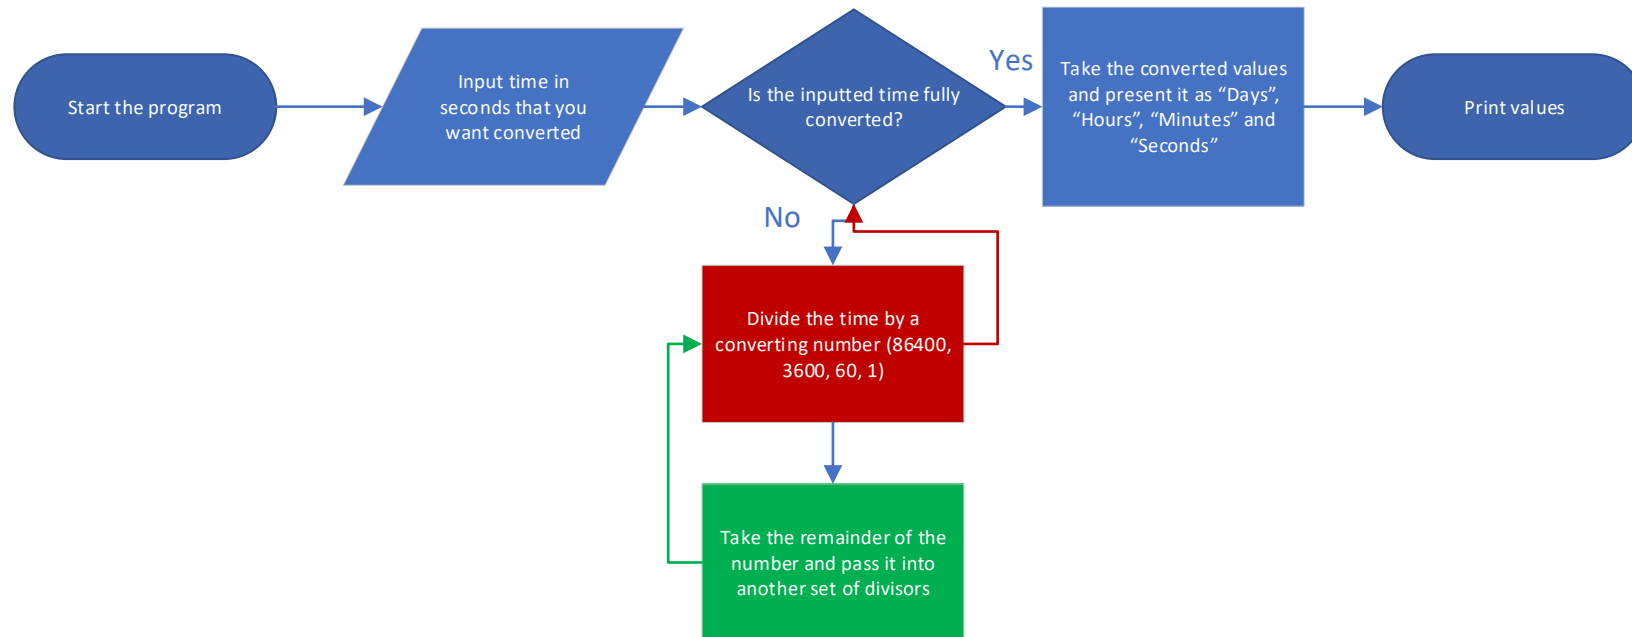 Start the program
Input time in
seconds that you
want converted
Is the inputted time fully
converted?
Yes
Take the converted values
and present it as “Days”,
“Hours”, “Minutes” and
“Seconds”
Print values
No
Divide the time by a
converting number (86400,
3600, 60, 1)
Take the remainder of the
number and pass it into
another set of divisors